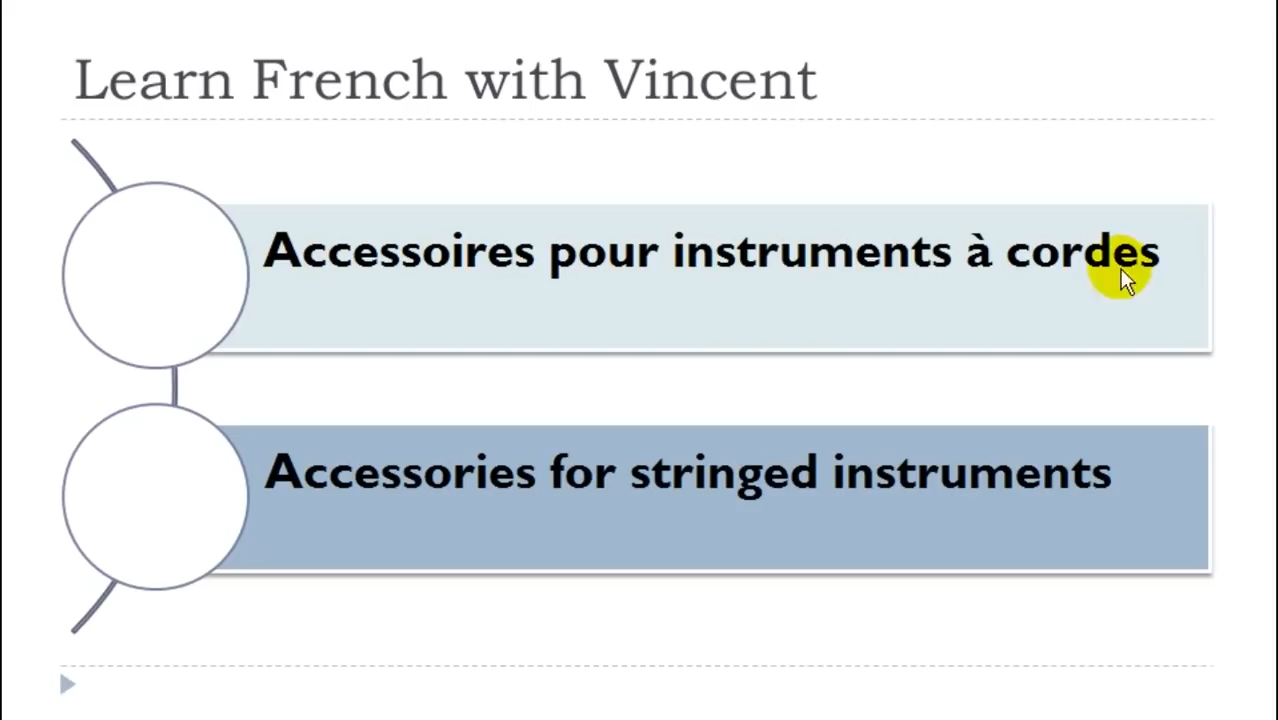 Learn French with Vincent
Accessoires pour instruments à cordes
Accessories for stringed instruments